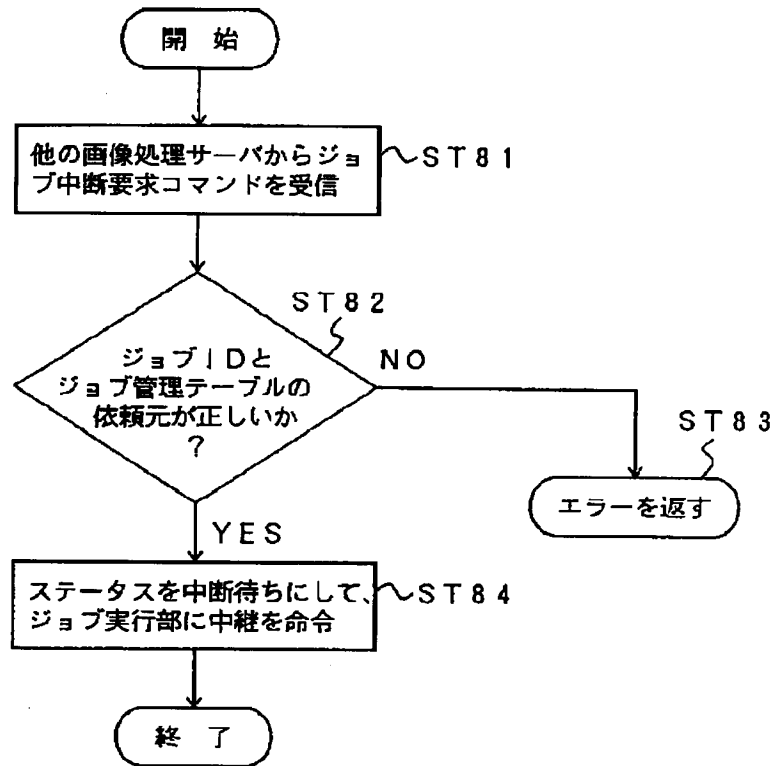 開 始
他の画像処理サーバからジョ
ブ中断要求コマンドを受信
ST81
ST82
ジョブIDと
ジョブ管理テーブルの
依頼元が正しいか
?
NO
ST83
エラーを返す
YES
ステータスを中断待ちにして、
ジョブ実行部に中継を命令
ST84
終 了